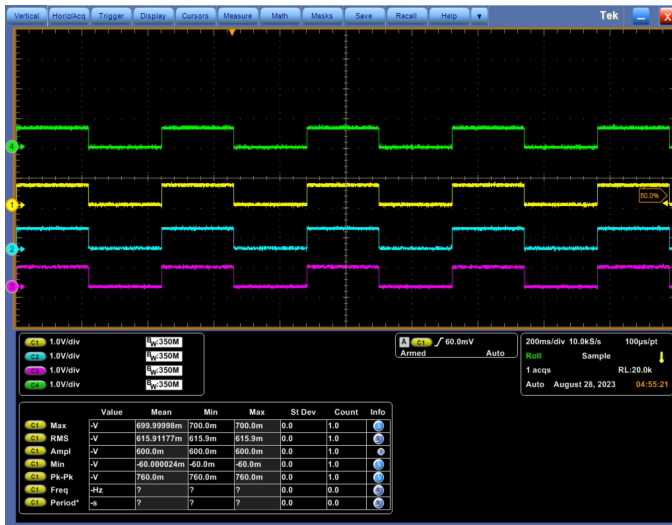 Vertical Horiz/Acq Trigger Display Cursors Measure Math Masks Save Recall Help Tek X
4
1
50.0%
2
3
C1 1.0V/div BW:350M
C2 1.0V/div BW:350M
C3 1.0V/div BW:350M
C4 1.0V/div BW:350M
A C1 60.0mV
Armed Auto
200ms/div 10.0kS/s 100µs/pt
Roll Sample
1 acqs RL:20.0k
Auto August 28, 2023 04:55:21
Value Mean Min Max St Dev Count Info
C1 Max -V 699.99998m 700.0m 700.0m 0.0 1.0
C1 RMS -V 615.91177m 615.9m 615.9m 0.0 1.0
C1 Ampl -V 600.0m 600.0m 600.0m 0.0 1.0
C1 Min -V -60.000024m -60.0m -60.0m 0.0 1.0
C1 Pk-Pk -V 760.0m 760.0m 760.0m 0.0 1.0
C1 Freq -Hz ? ? ? 0.0 0.0
C1 Period* -s ? ? ? 0.0 0.0